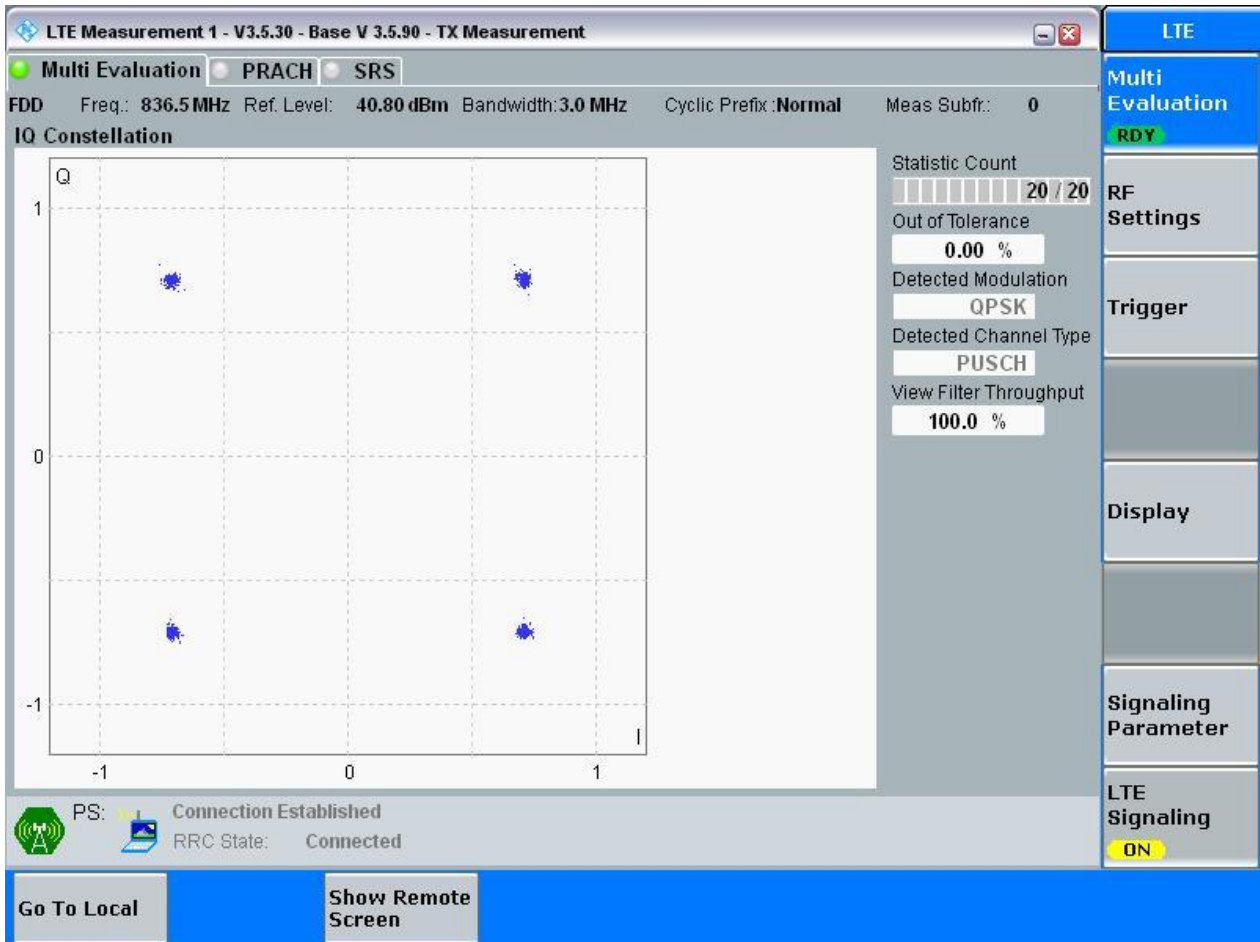 LTE Measurement 1 - V3.5.30 - Base V 3.5.90 - TX Measurement
LTE
Multi Evaluation PRACH SRS
FDD Freq.: 836.5 MHz Ref. Level: 40.80 dBm Bandwidth: 3.0 MHz Cyclic Prefix : Normal Meas Subfr.: 0
IQ Constellation
Q
1
0
-1
I
-1 0 1
Statistic Count
20 / 20
Out of Tolerance
0.00 %
Detected Modulation
QPSK
Detected Channel Type
PUSCH
View Filter Throughput
100.0 %
Multi
Evaluation
RDY
RF
Settings
Trigger
Display
Signaling
Parameter
LTE
Signaling
ON
PS: Connection Established
RRC State: Connected
Go To Local
Show Remote
Screen